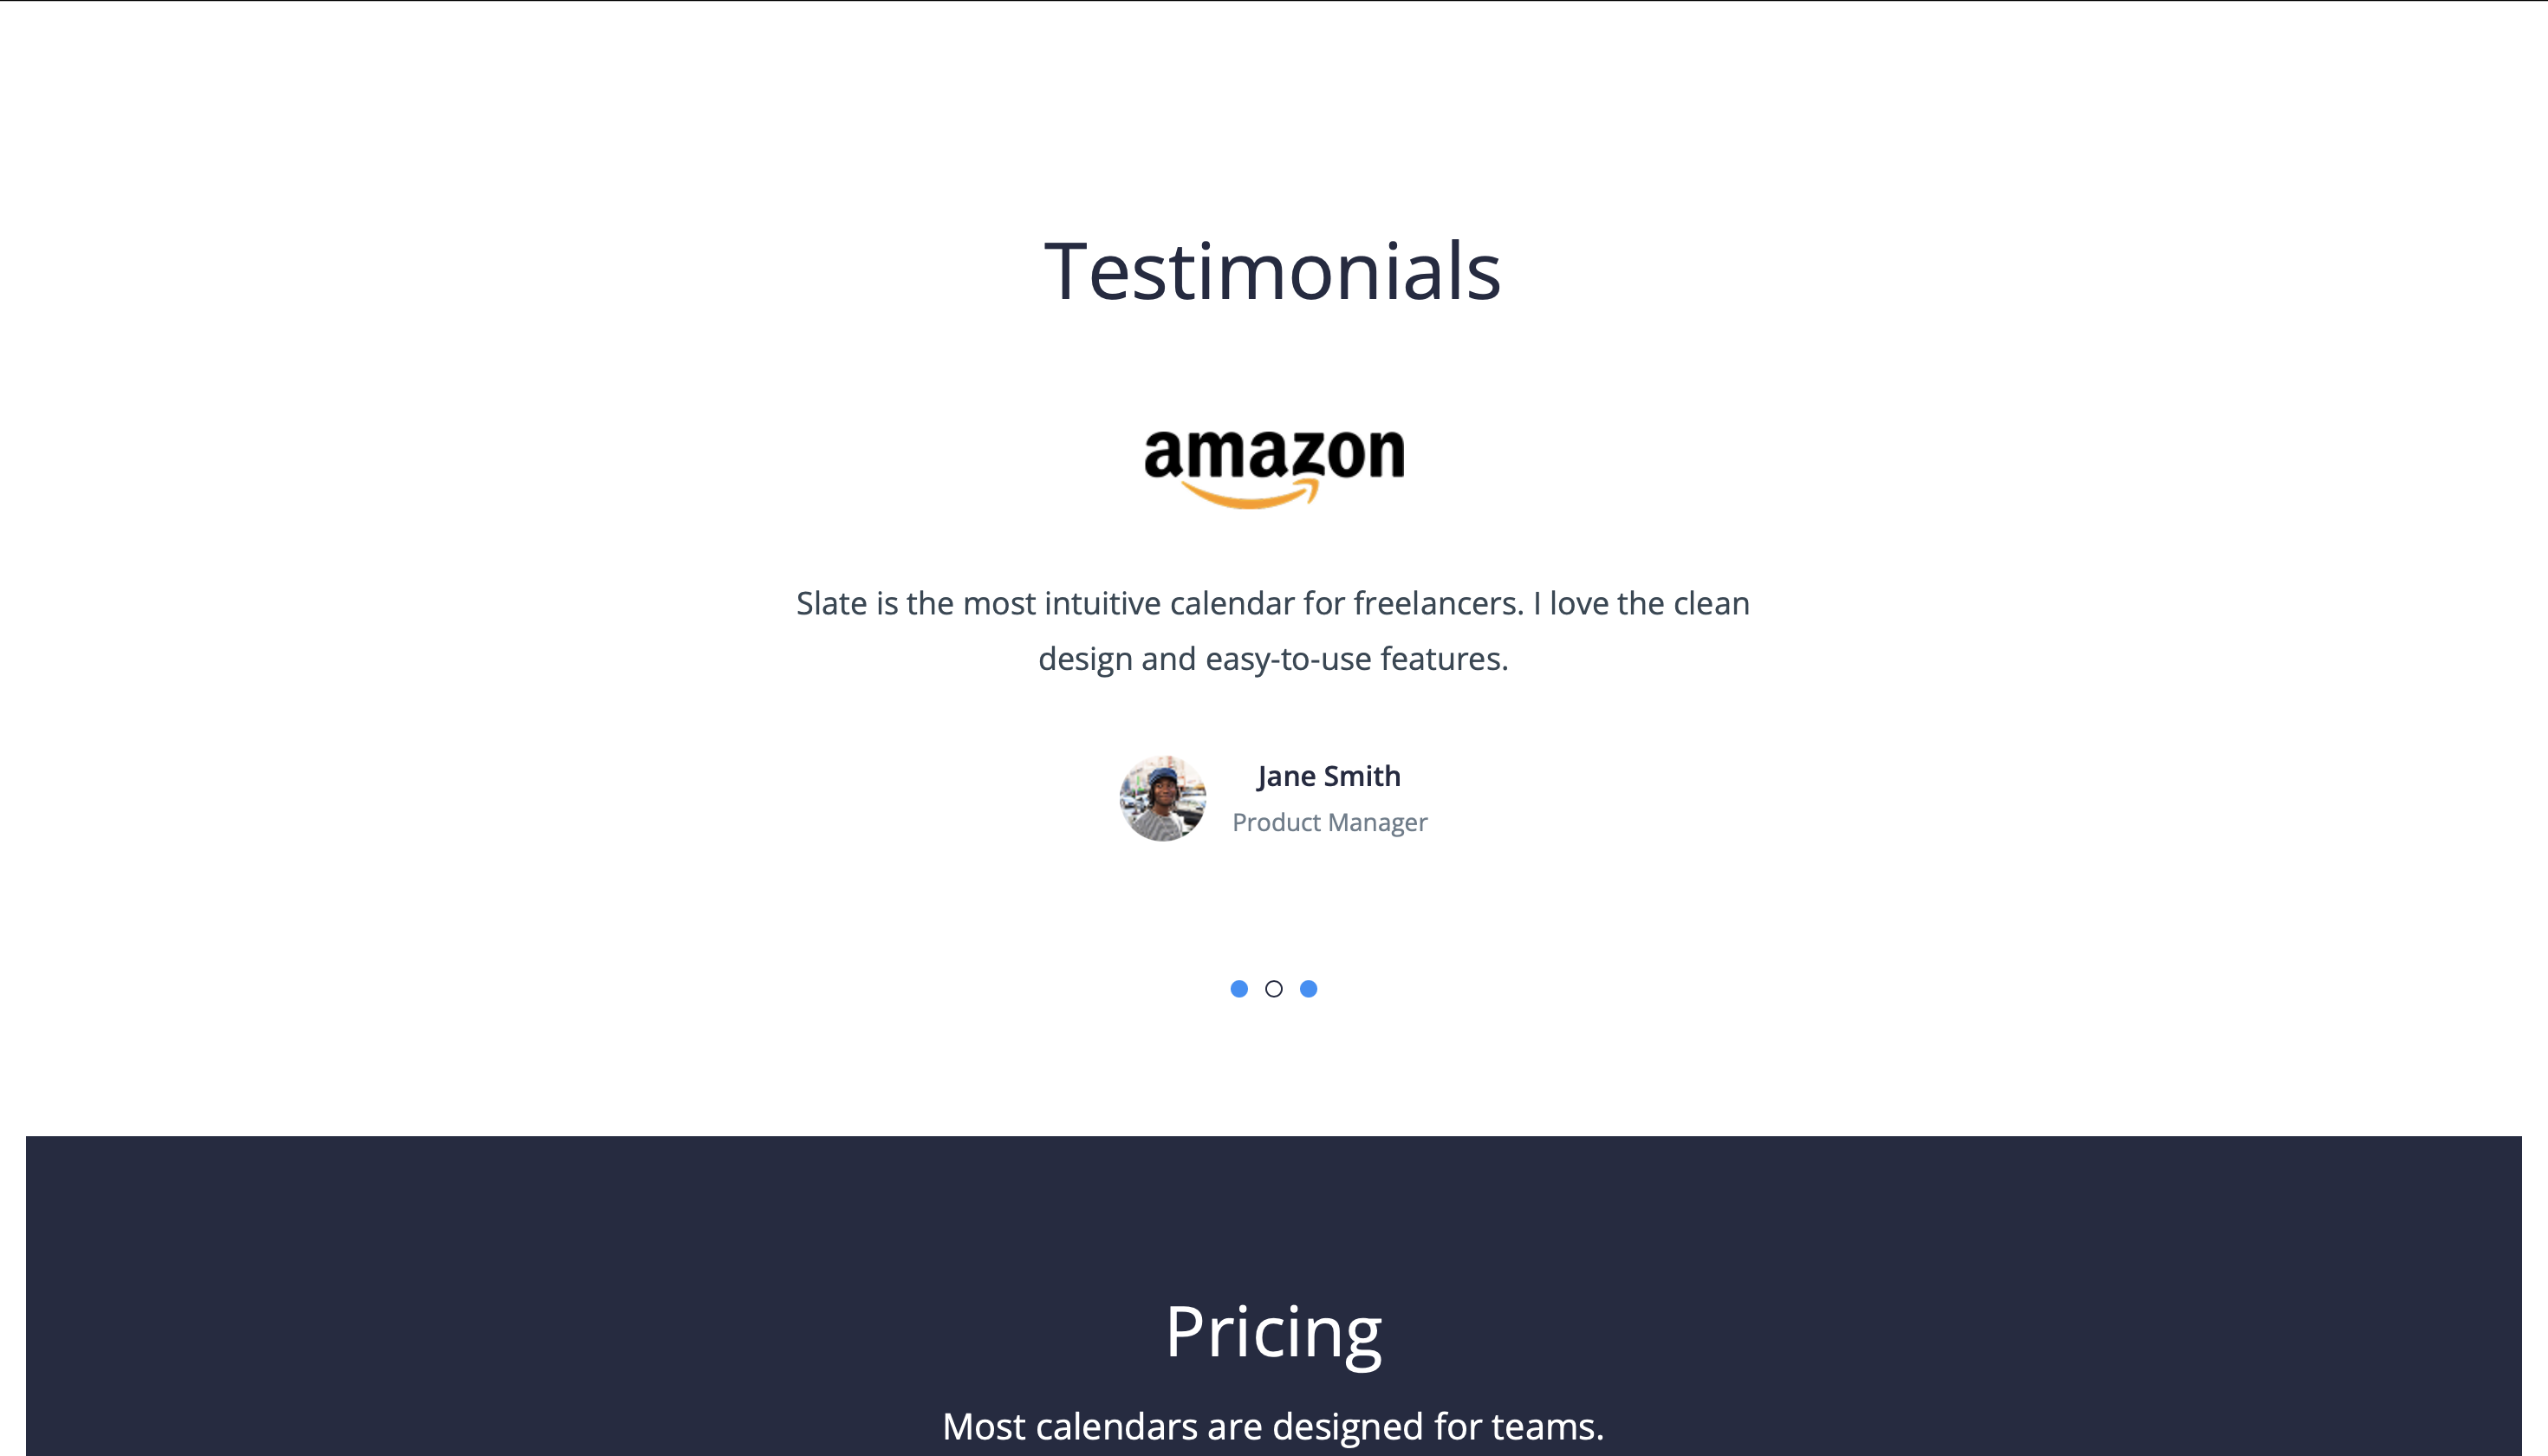 Testimonials
amazon
Slate is the most intuitive calendar for freelancers. I love the clean
design and easy-to-use features.
Jane Smith
Product Manager
Pricing
Most calendars are designed for teams.